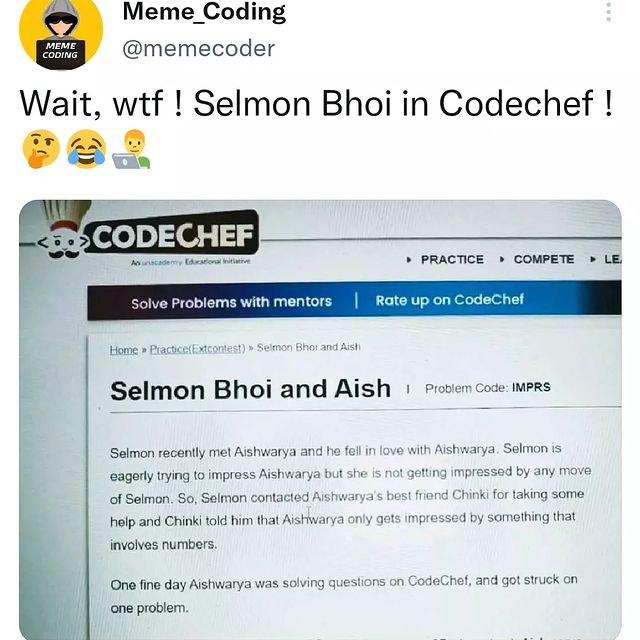 Meme_Coding
@memecoder
MEME
CODING
Wait, wtf ! Selmon Bhoi in Codechef !
CODECHEF
An unacademy Educational Initiative
PRACTICE
COMPETE
LE
Solve Problems with mentors | Rate up on CodeChef
Home » Practice(Extcontest) » Selmon Bhoi and Aish
Selmon Bhoi and Aish | Problem Code: IMPRS
Selmon recently met Aishwarya and he fell in love with Aishwarya. Selmon is
eagerly trying to impress Aishwarya but she is not getting impressed by any move
of Selmon. So, Selmon contacted Aishwarya's best friend Chinki for taking some
help and Chinki told him that Aishwarya only gets impressed by something that
involves numbers.
One fine day Aishwarya was solving questions on CodeChef, and got struck on
one problem.